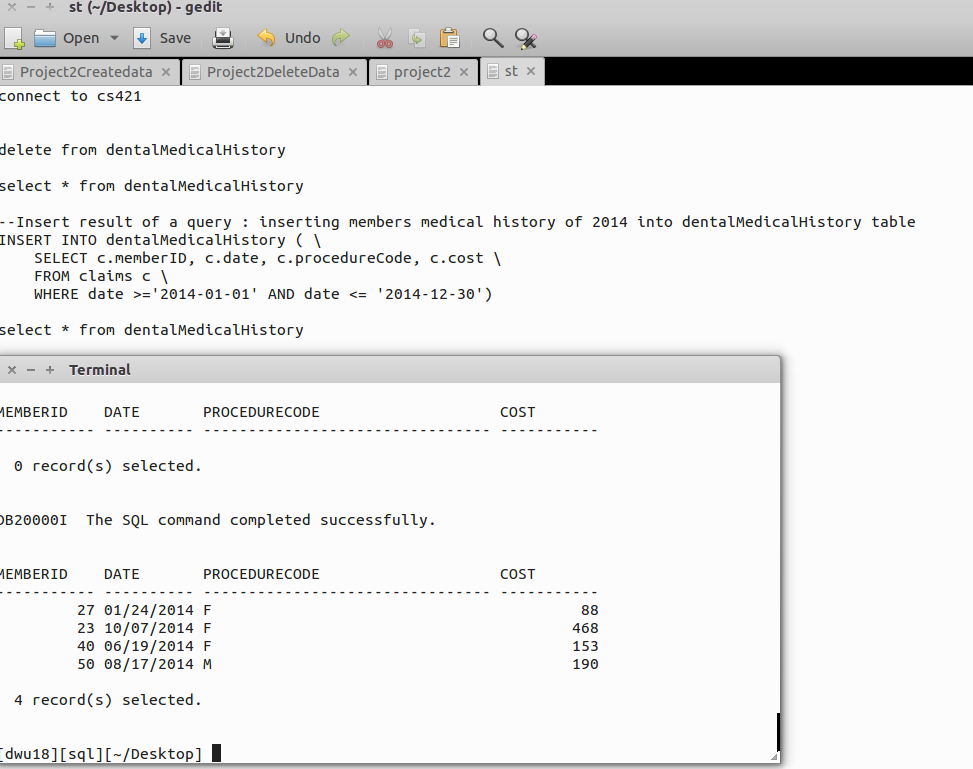 st (~/Desktop) - gedit
Open Save Undo
Project2Createdata Project2DeleteData project2 st
connect to cs421
delete from dentalMedicalHistory
select * from dentalMedicalHistory
--Insert result of a query : inserting members medical history of 2014 into dentalMedicalHistory table
INSERT INTO dentalMedicalHistory ( \
SELECT c.memberID, c.date, c.procedureCode, c.cost \
FROM claims c \
WHERE date >='2014-01-01' AND date <= '2014-12-30')
select * from dentalMedicalHistory
Terminal
MEMBERID DATE PROCEDURECODE COST
----------- ---------- -------------------------------- -----------
0 record(s) selected.
DB20000I The SQL command completed successfully.
MEMBERID DATE PROCEDURECODE COST
----------- ---------- -------------------------------- -----------
27 01/24/2014 F 88
23 10/07/2014 F 468
40 06/19/2014 F 153
50 08/17/2014 M 190
4 record(s) selected.
[dwu18][sql][~/Desktop]